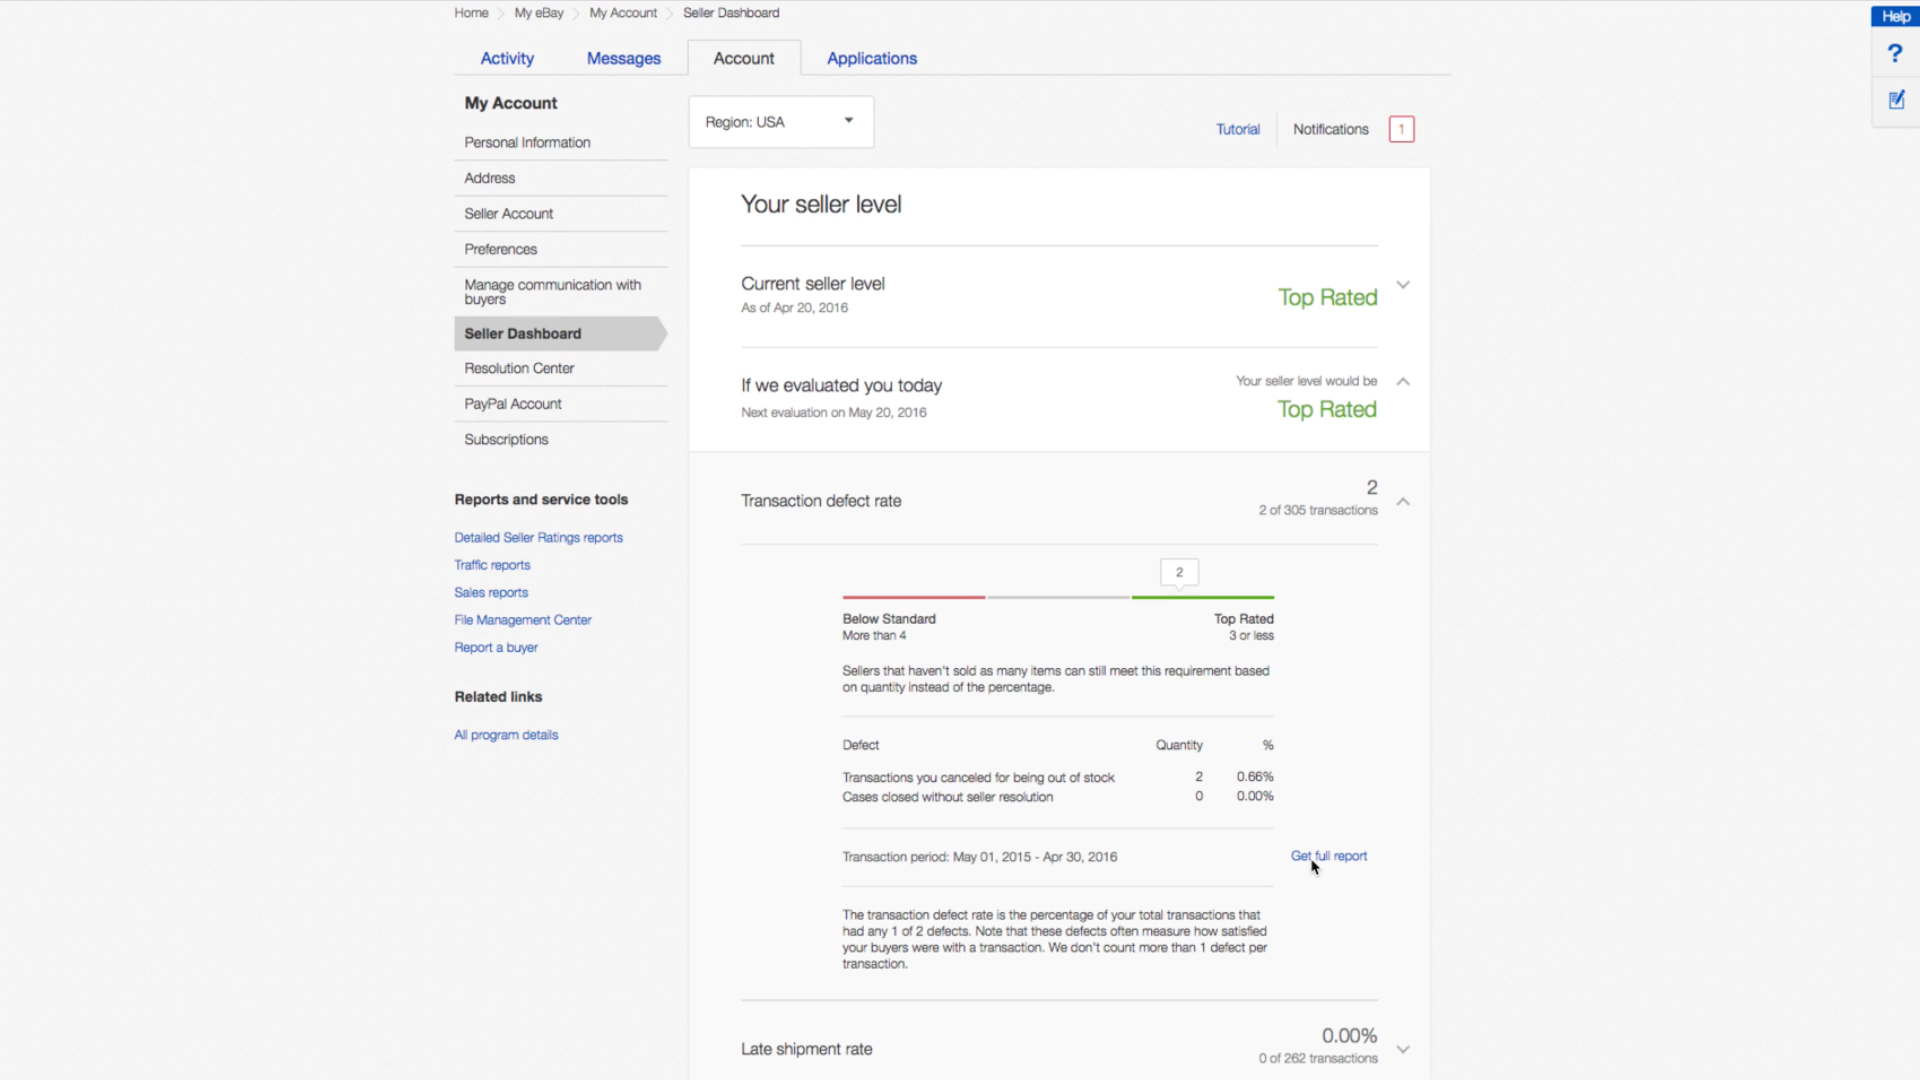 Home My eBay My Account Seller Dashboard
Help
Activity Messages Account Applications
?
My Account
Personal Information
Address
Seller Account
Preferences
Manage communication with
buyers
Seller Dashboard
Resolution Center
PayPal Account
Subscriptions
Reports and service tools
Detailed Seller Ratings reports
Traffic reports
Sales reports
File Management Center
Report a buyer
Related links
All program details
Region: USA
Tutorial Notifications 1
Your seller level
Current seller level
As of Apr 20, 2016
Top Rated
If we evaluated you today
Next evaluation on May 20, 2016
Your seller level would be
Top Rated
Transaction defect rate
2
2 of 305 transactions
2
Below Standard Top Rated
More than 4 3 or less
Sellers that haven't sold as many items can still meet this requirement based
on quantity instead of the percentage.
Defect Quantity %
Transactions you canceled for being out of stock 2 0.66%
Cases closed without seller resolution 0 0.00%
Transaction period: May 01, 2015 - Apr 30, 2016 Get full report
The transaction defect rate is the percentage of your total transactions that
had any 1 of 2 defects. Note that these defects often measure how satisfied
your buyers were with a transaction. We don't count more than 1 defect per
transaction.
Late shipment rate
0.00%
0 of 262 transactions